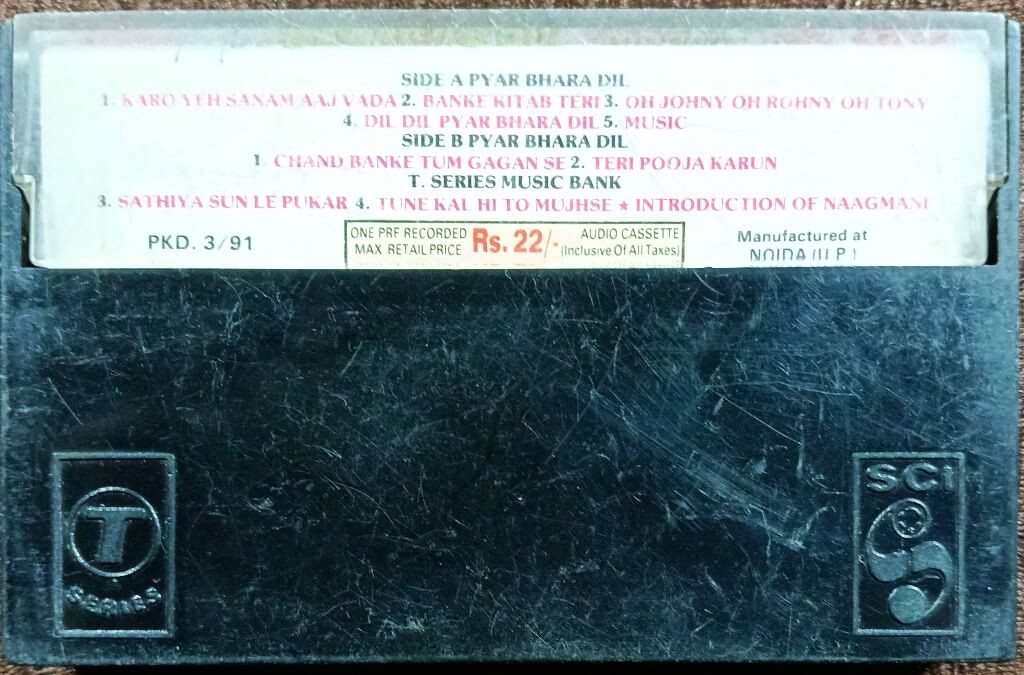 SIDE A PYAR BHARA DIL
1. KARO YEH SANAM AAJ VADA 2. BANKE KITAB TERI 3. OH JOHNY OH ROHNY OH TONY
4. DIL DIL PYAR BHARA DIL 5. MUSIC
SIDE B PYAR BHARA DIL
1. CHAND BANKE TUM GAGAN SE 2. TERI POOJA KARUN
T. SERIES MUSIC BANK
3. SATHIYA SUN LE PUKAR 4. TUNE KAL HI TO MUJHSE ★ INTRODUCTION OF NAAGMANI
PKD. 3/91
ONE PRE RECORDED AUDIO CASSETTE
MAX RETAIL PRICE Rs. 22/- (Inclusive Of All Taxes)
Manufactured at
NOIDA (U.P.)
T
SERIES
SCI